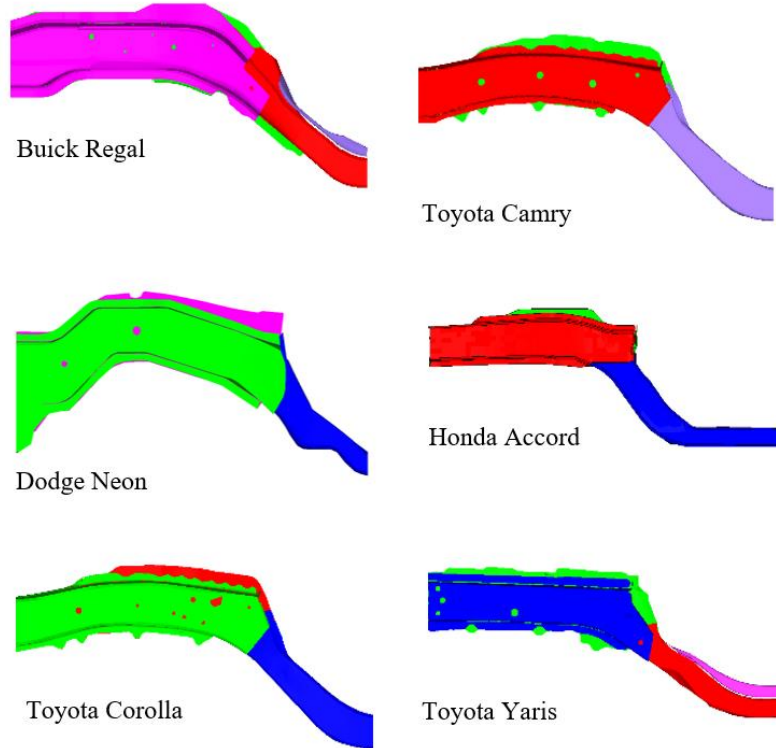 Buick Regal
Toyota Camry
Dodge Neon
Honda Accord
Toyota Corolla
Toyota Yaris